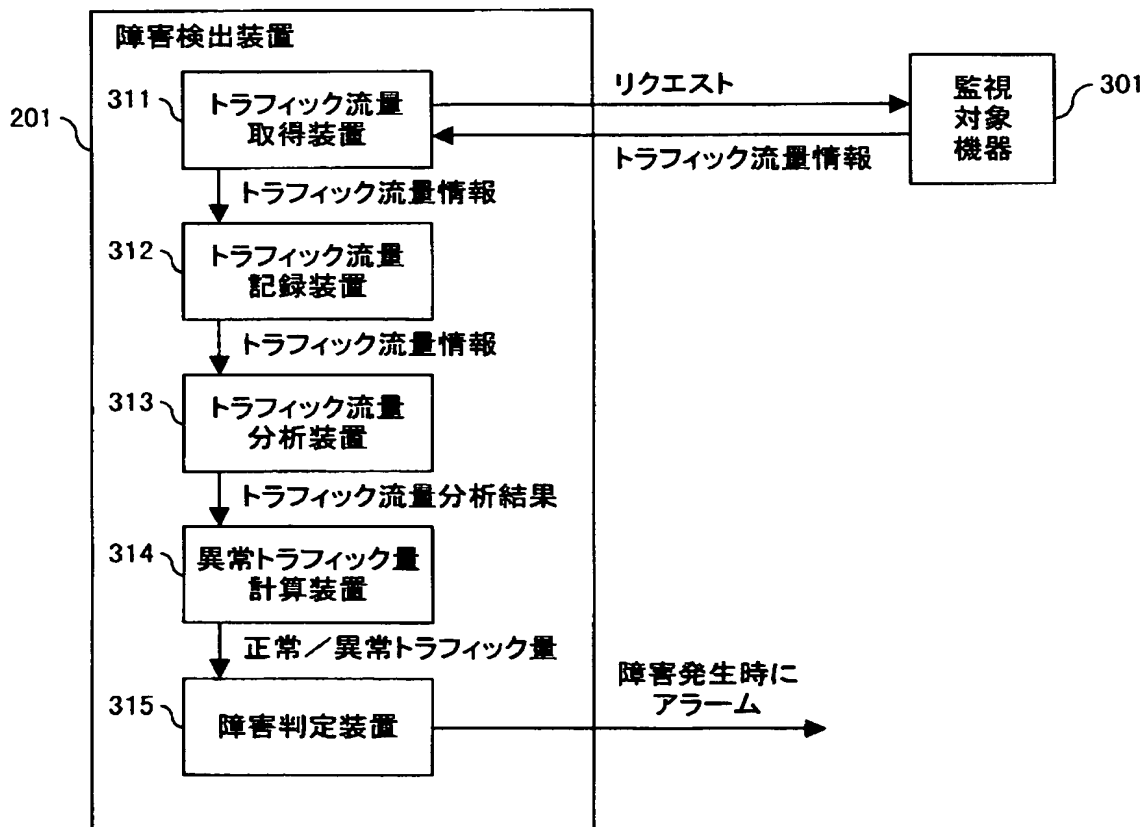 障害検出装置
201
311
トラフィック流量
取得装置
リクエスト
トラフィック流量情報
監視
対象
機器
301
トラフィック流量情報
312
トラフィック流量
記録装置
トラフィック流量情報
313
トラフィック流量
分析装置
トラフィック流量分析結果
314
異常トラフィック量
計算装置
正常／異常トラフィック量
315
障害判定装置
障害発生時に
アラーム